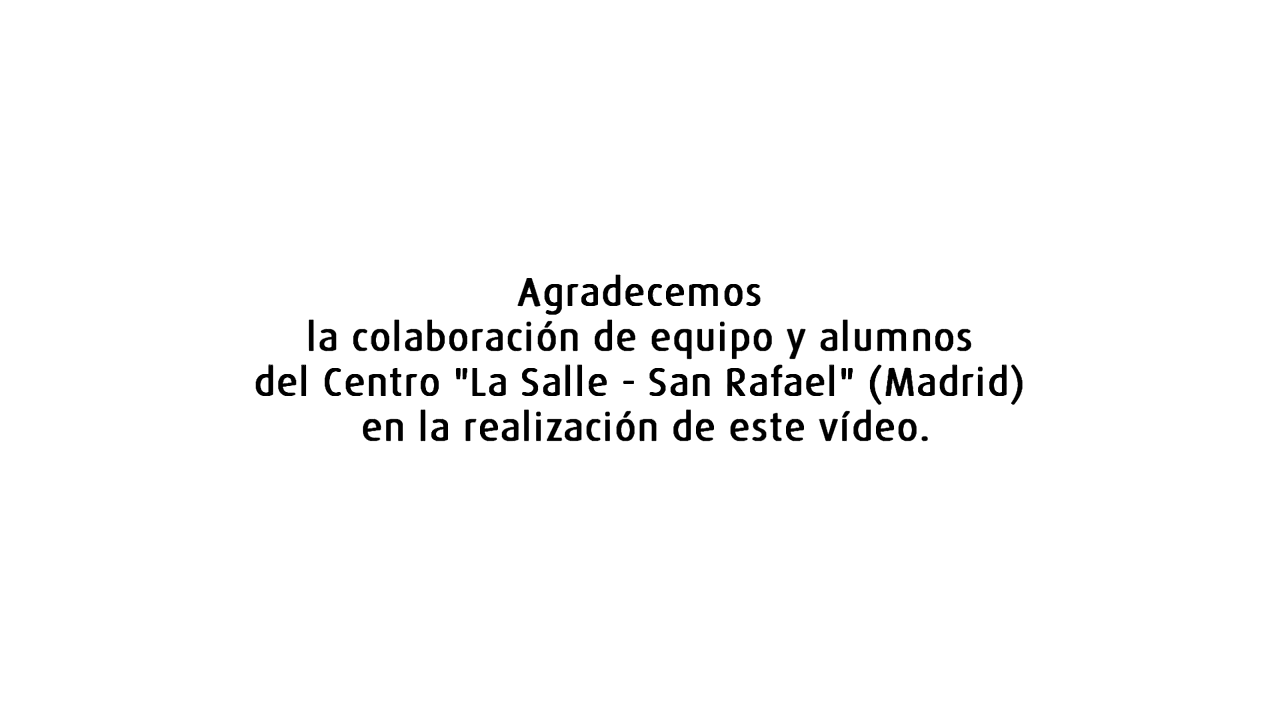 Agradecemos
la colaboración de equipo y alumnos
del Centro "La Salle - San Rafael" (Madrid)
en la realización de este vídeo.